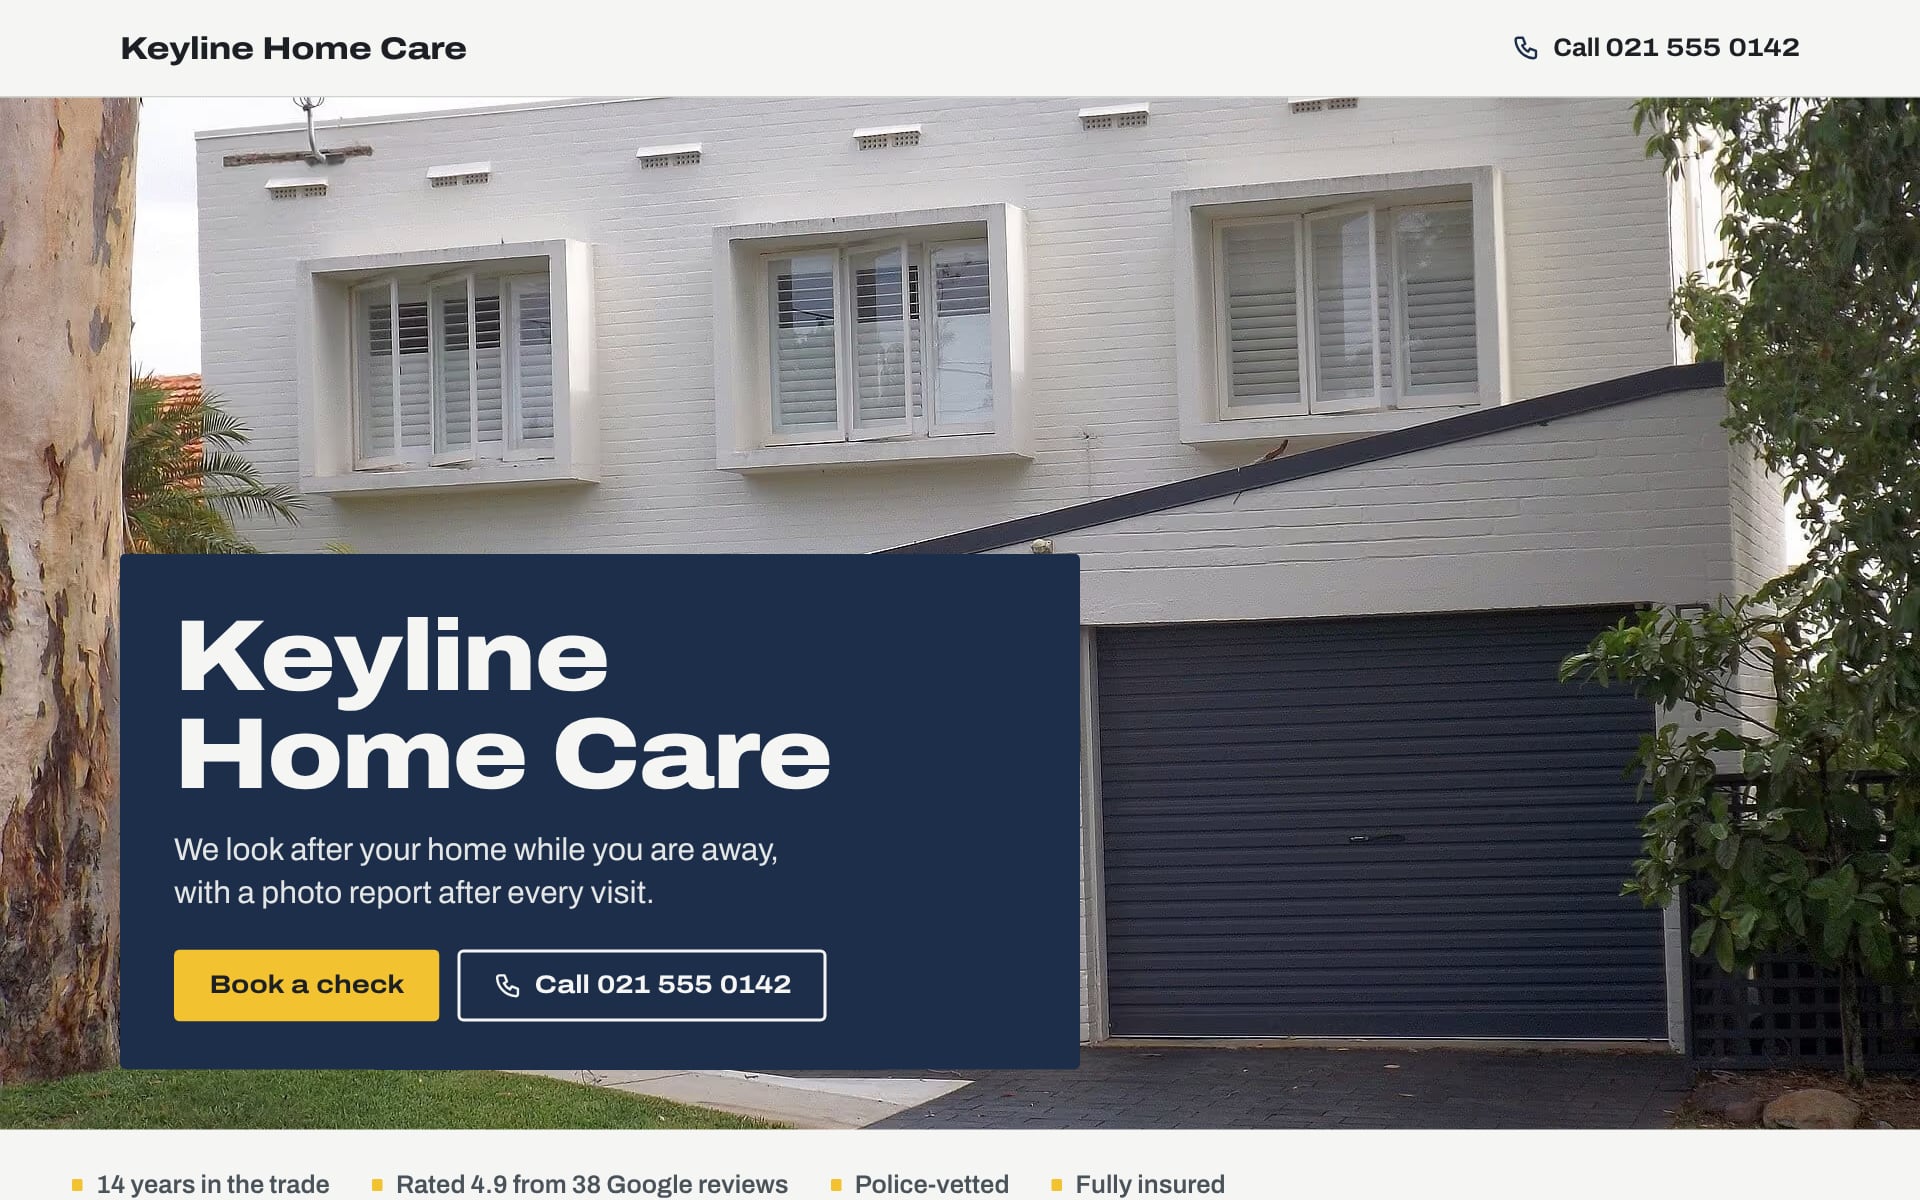 Keyline Home Care
Call 021 555 0142
Keyline
Home Care
We look after your home while you are away,
with a photo report after every visit.
Book a check
Call 021 555 0142
14 years in the trade
Rated 4.9 from 38 Google reviews
Police-vetted
Fully insured